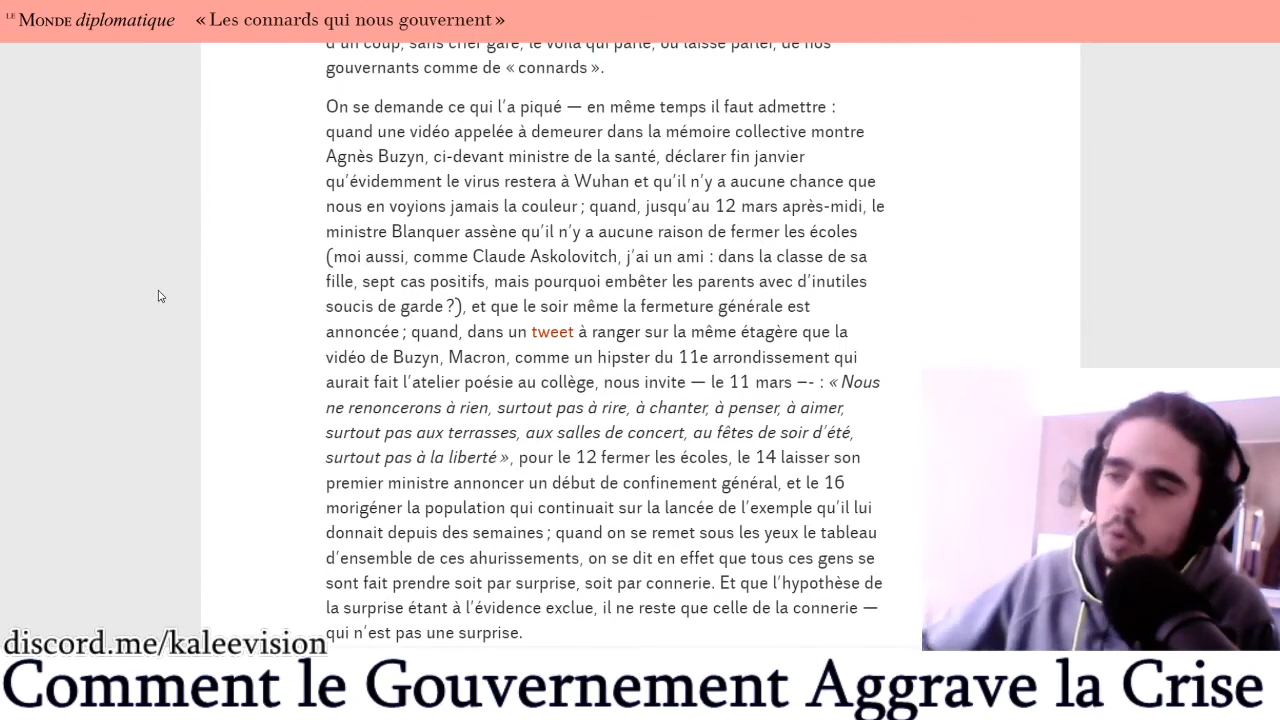 LE MONDE diplomatique « Les connards qui nous gouvernent »
d'un coup, sans crier gare, le voilà qui parle, ou laisse parler, de nos
gouvernants comme de « connards ».
On se demande ce qui l'a piqué — en même temps il faut admettre :
quand une vidéo appelée à demeurer dans la mémoire collective montre
Agnès Buzyn, ci-devant ministre de la santé, déclarer fin janvier
qu'évidemment le virus restera à Wuhan et qu'il n'y a aucune chance que
nous en voyions jamais la couleur ; quand, jusqu'au 12 mars après-midi, le
ministre Blanquer assène qu'il n'y a aucune raison de fermer les écoles
(moi aussi, comme Claude Askolovitch, j'ai un ami : dans la classe de sa
fille, sept cas positifs, mais pourquoi embêter les parents avec d'inutiles
soucis de garde ?), et que le soir même la fermeture générale est
annoncée ; quand, dans un tweet à ranger sur la même étagère que la
vidéo de Buzyn, Macron, comme un hipster du 11e arrondissement qui
aurait fait l'atelier poésie au collège, nous invite — le 11 mars –- : « Nous
ne renoncerons à rien, surtout pas à rire, à chanter, à penser, à aimer,
surtout pas aux terrasses, aux salles de concert, au fêtes de soir d'été,
surtout pas à la liberté », pour le 12 fermer les écoles, le 14 laisser son
premier ministre annoncer un début de confinement général, et le 16
morigéner la population qui continuait sur la lancée de l'exemple qu'il lui
donnait depuis des semaines ; quand on se remet sous les yeux le tableau
d'ensemble de ces ahurissements, on se dit en effet que tous ces gens se
sont fait prendre soit par surprise, soit par connerie. Et que l'hypothèse de
la surprise étant à l'évidence exclue, il ne reste que celle de la connerie —
qui n'est pas une surprise.
discord.me/kaleevision
Comment le Gouvernement Aggrave la Crise